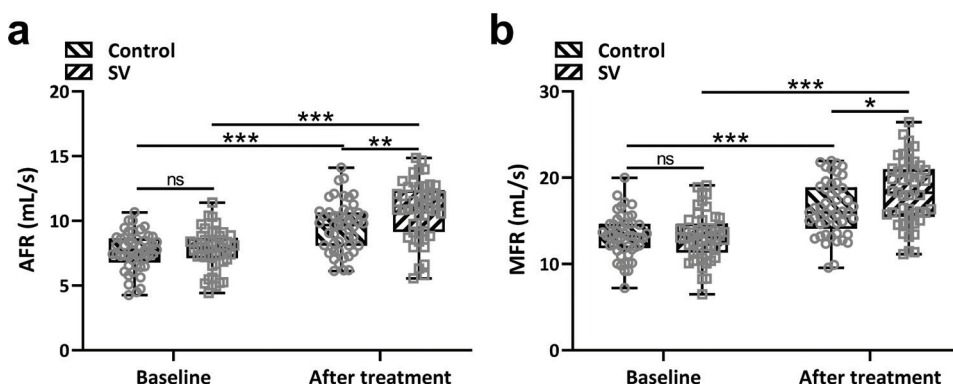 a
Control
SV
AFR (mL/s)
20
15
10
5
0
***
***
**
ns
Baseline
After treatment
b
Control
SV
MFR (mL/s)
30
20
10
0
***
*
***
ns
Baseline
After treatment